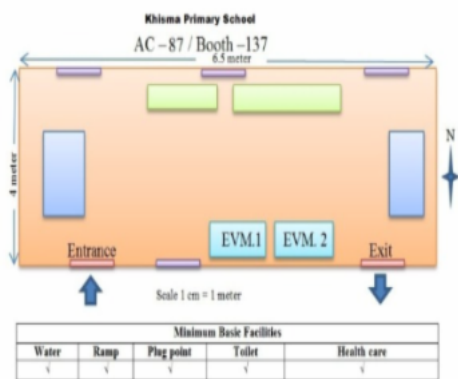 Khisma Primary School
AC – 87 / Booth –137
6.5 meter
4 meter
N
EVM.1 EVM. 2
Entrance Exit
Scale 1 cm = 1 meter
Minimum Basic Facilities
Water Ramp Plug point Toilet Health care
√ √ √ √ √